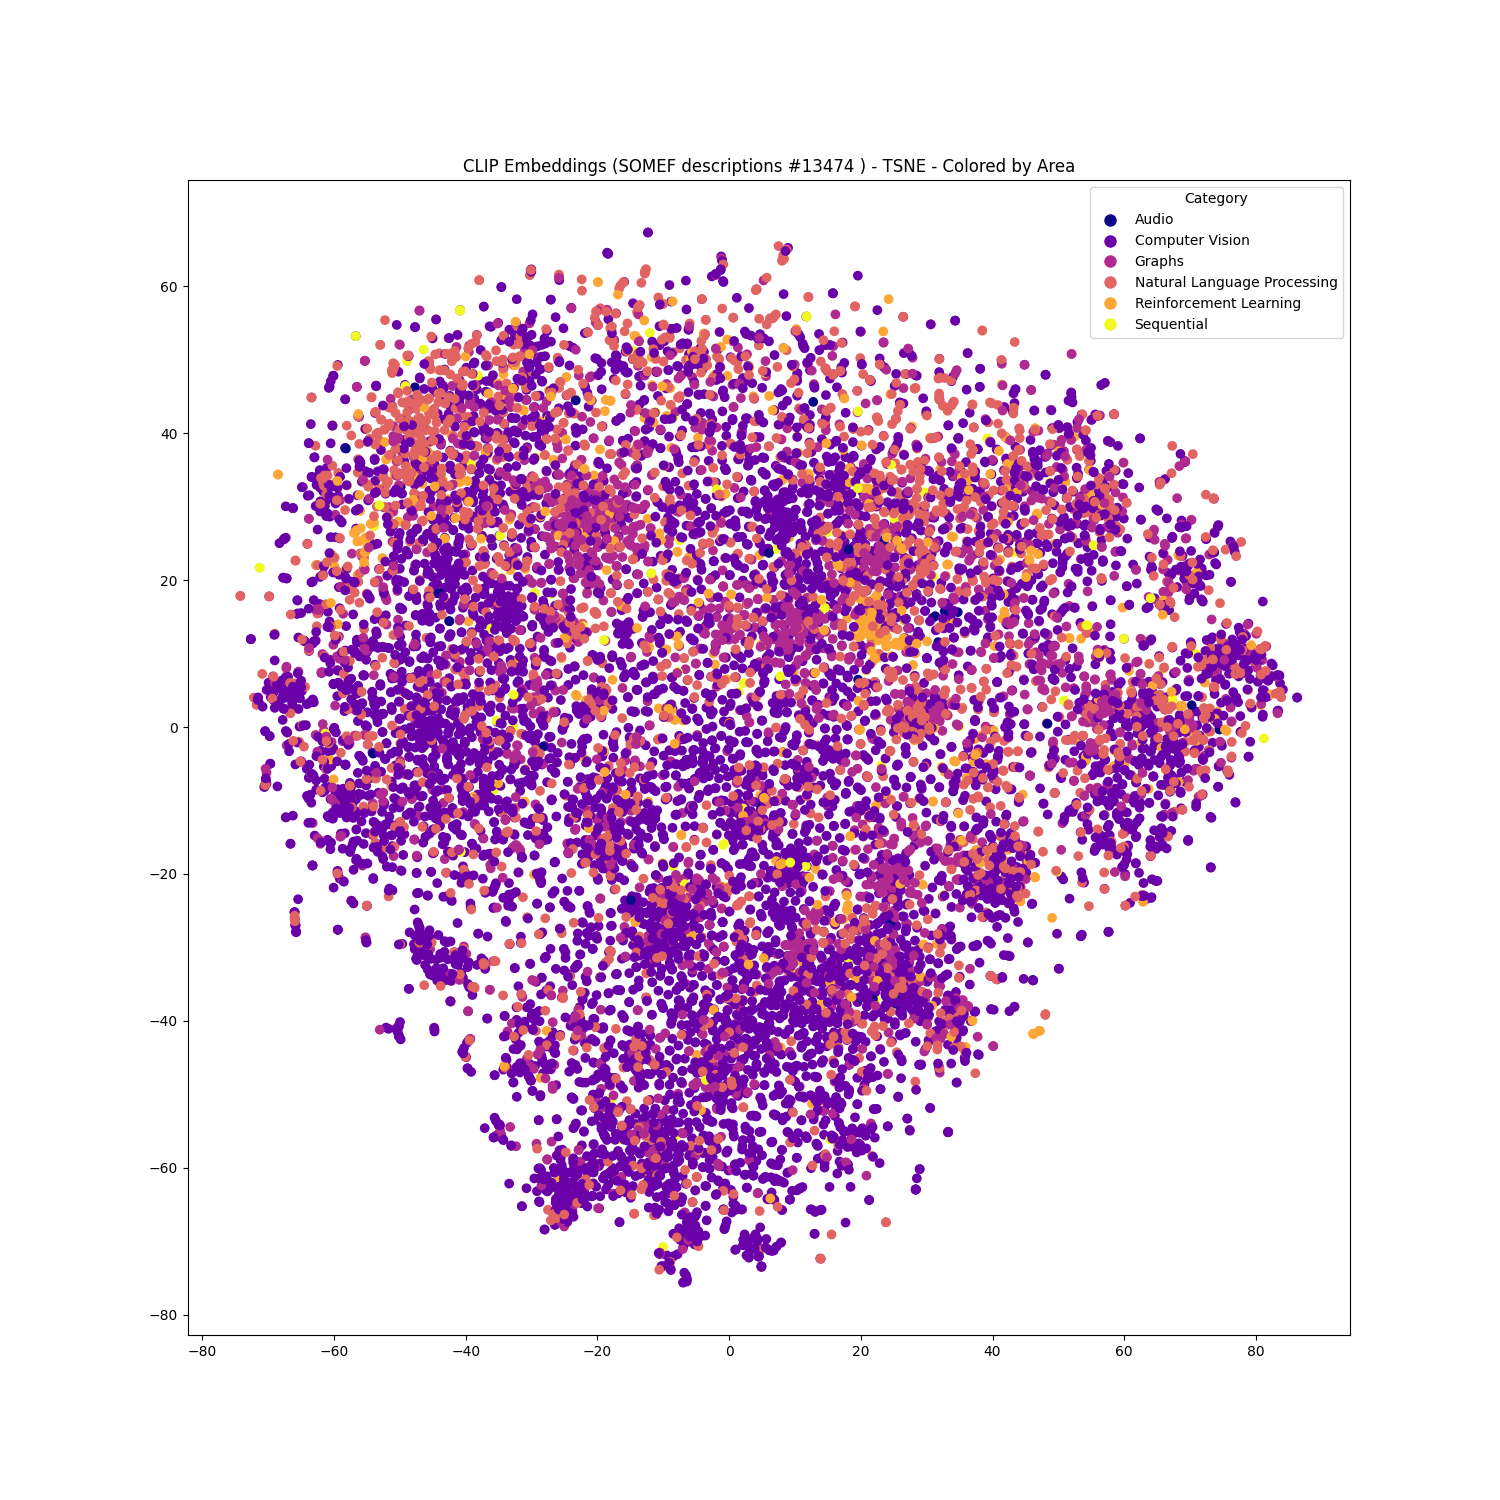 CLIP Embeddings (SOMEF descriptions #13474 ) - TSNE - Colored by Area
Category
Audio
Computer Vision
Graphs
Natural Language Processing
Reinforcement Learning
Sequential
60
40
20
0
−20
−40
−60
−80
−80 −60 −40 −20 0 20 40 60 80